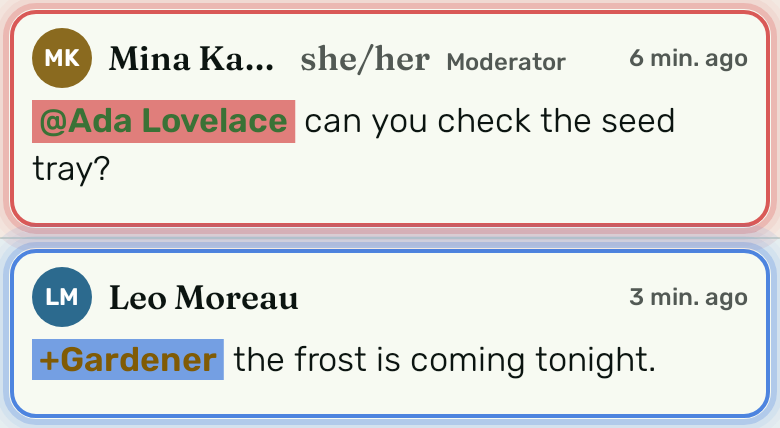 MK Mina Ka... she/her Moderator 6 min. ago
@Ada Lovelace can you check the seed
tray?
LM Leo Moreau 3 min. ago
+Gardener the frost is coming tonight.